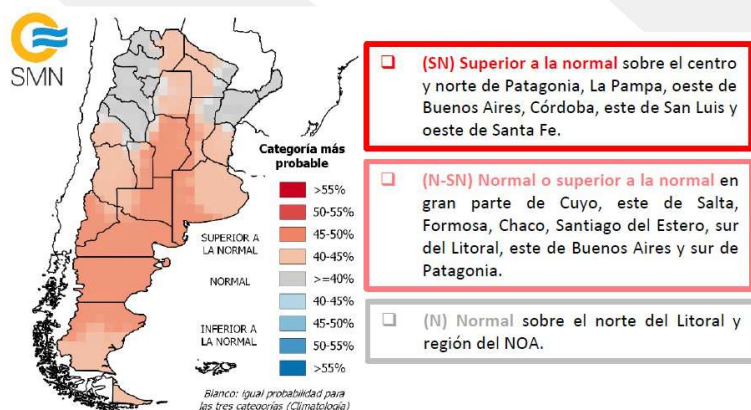 SMN
Categoría más
probable
>55%
50-55%
SUPERIOR A
LA NORMAL
45-50%
40-45%
NORMAL
>=40%
40-45%
INFERIOR A
LA NORMAL
45-50%
50-55%
>55%
Blanco: igual probabilidad para
las tres categorías (Climatología)
(SN) Superior a la normal sobre el centro
y norte de Patagonia, La Pampa, oeste de
Buenos Aires, Córdoba, este de San Luis y
oeste de Santa Fe.
(N-SN) Normal o superior a la normal en
gran parte de Cuyo, este de Salta,
Formosa, Chaco, Santiago del Estero, sur
del Litoral, este de Buenos Aires y sur de
Patagonia.
(N) Normal sobre el norte del Litoral y
región del NOA.